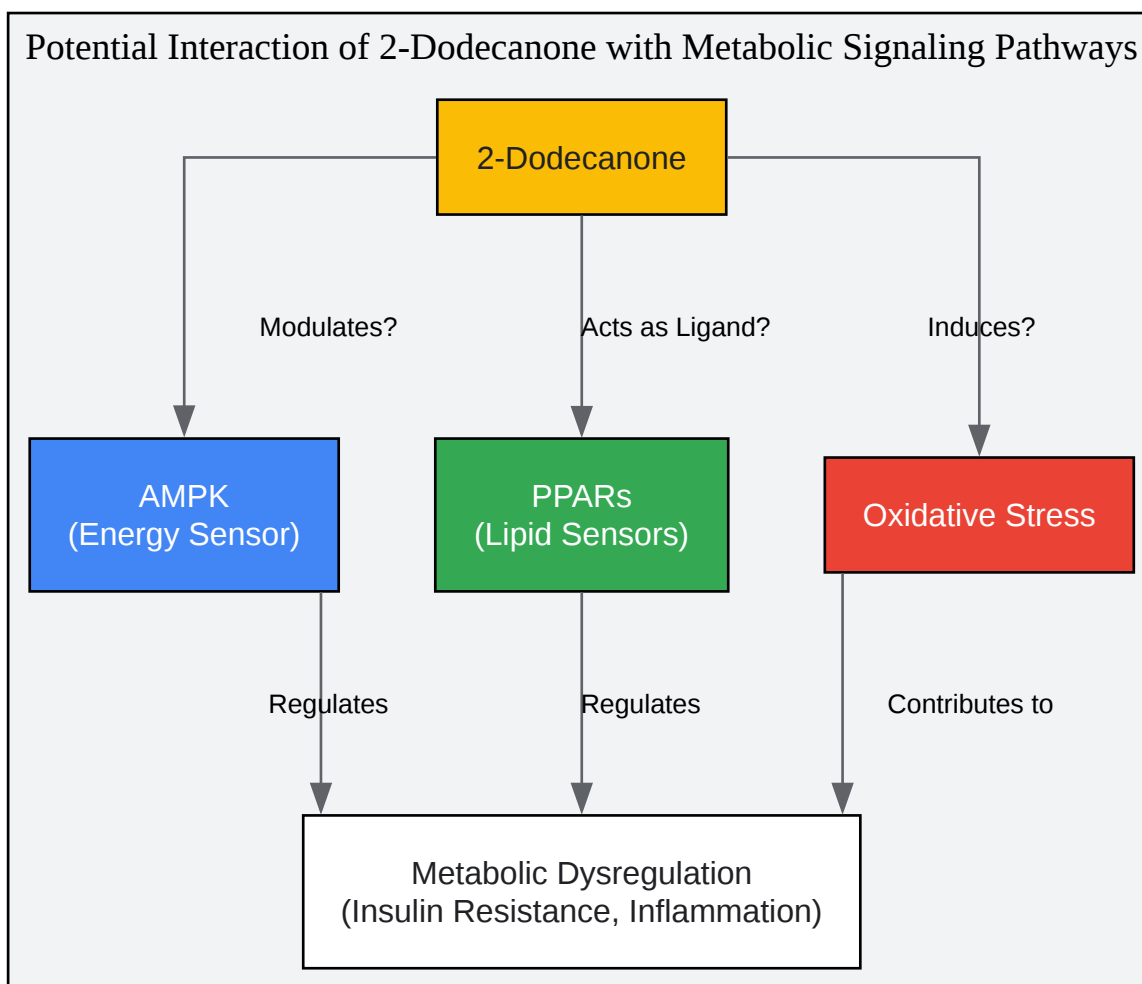 Potential Interaction of 2-Dodecanone with Metabolic Signaling Pathways
2-Dodecanone
Modulates?
Acts as Ligand?
Induces?
AMPK
(Energy Sensor)
PPARs
(Lipid Sensors)
Oxidative Stress
Regulates
Regulates
Contributes to
Metabolic Dysregulation
(Insulin Resistance, Inflammation)